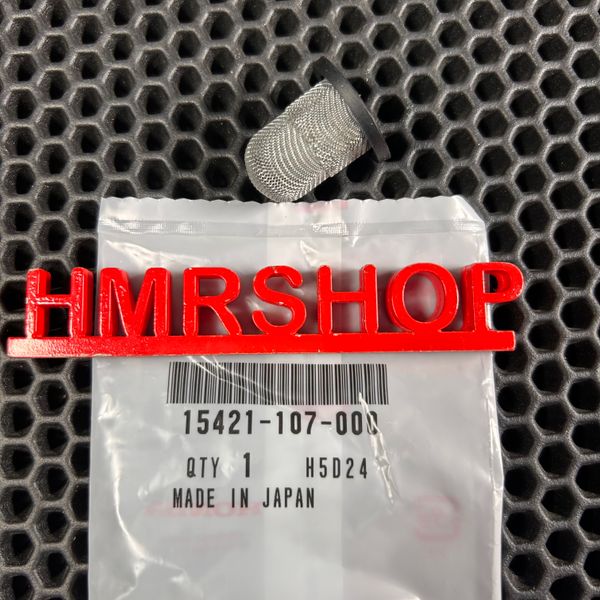 HMRSHOP
15421-107-000
QTY 1 H5D24
MADE IN JAPAN